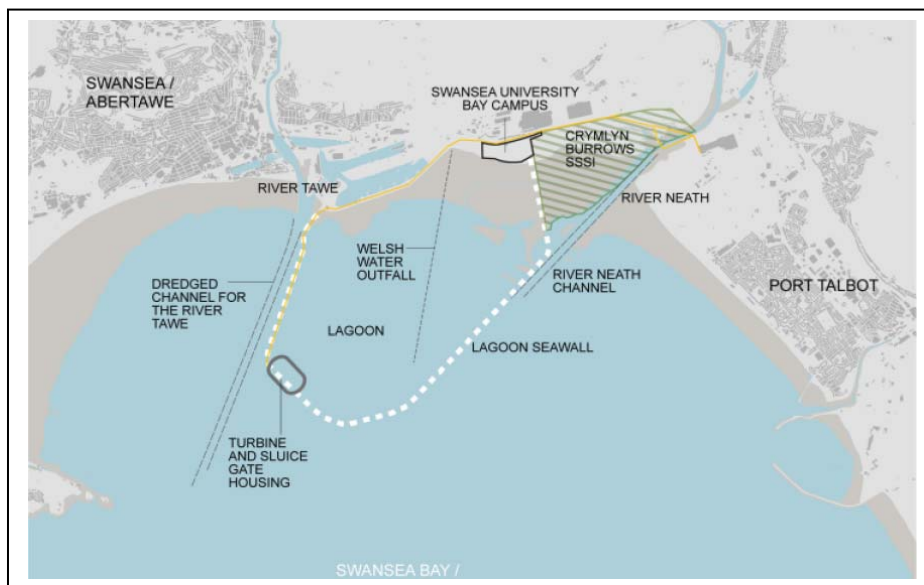 SWANSEA /
ABERTAWE
SWANSEA UNIVERSITY
BAY CAMPUS
CRYMLYN
BURROWS
SSSI
RIVER TAWE
RIVER NEATH
WELSH
WATER
OUTFALL
RIVER NEATH
CHANNEL
DREDGED
CHANNEL FOR
THE RIVER
TAWE
PORT TALBOT
LAGOON
LAGOON SEAWALL
TURBINE
AND SLUICE
GATE
HOUSING
SWANSEA BAY /